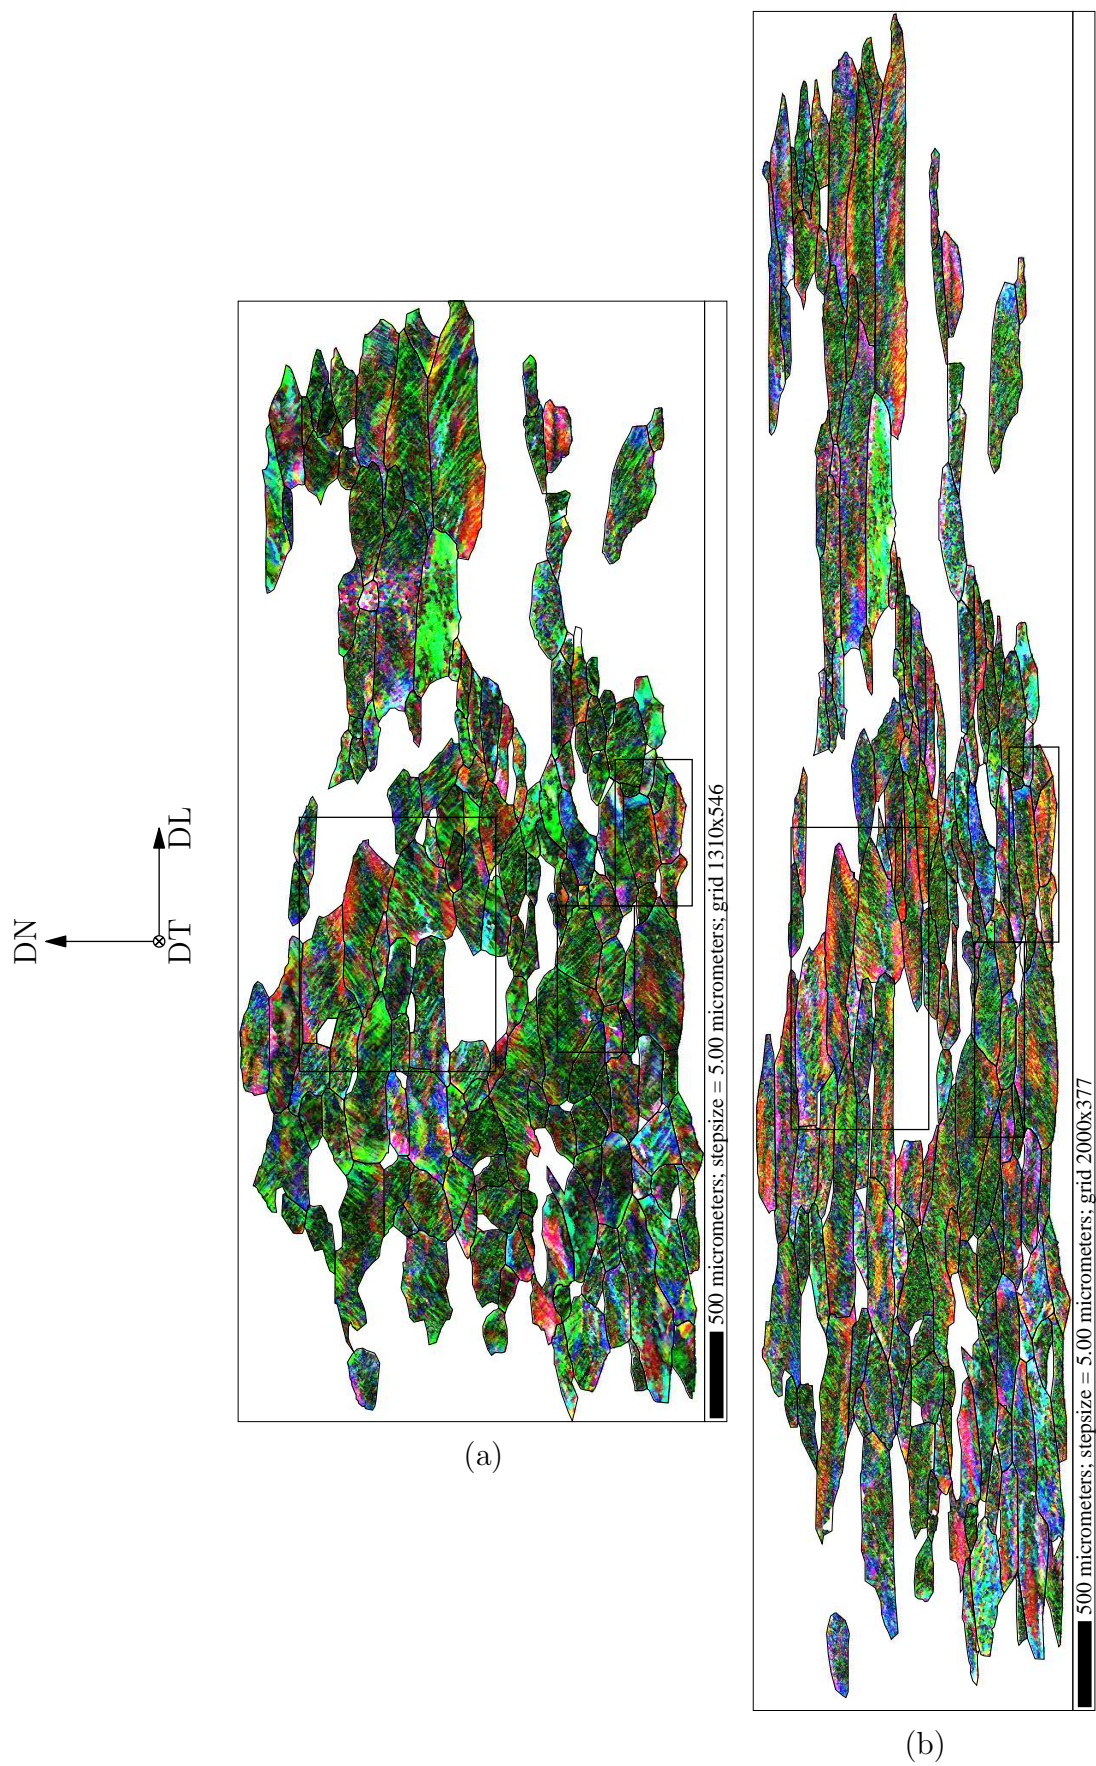 DN
DL
DT
500 micrometers; stepsize = 5.00 micrometers; grid 1310x546
(a)
500 micrometers; stepsize = 5.00 micrometers; grid 2000x377
(b)